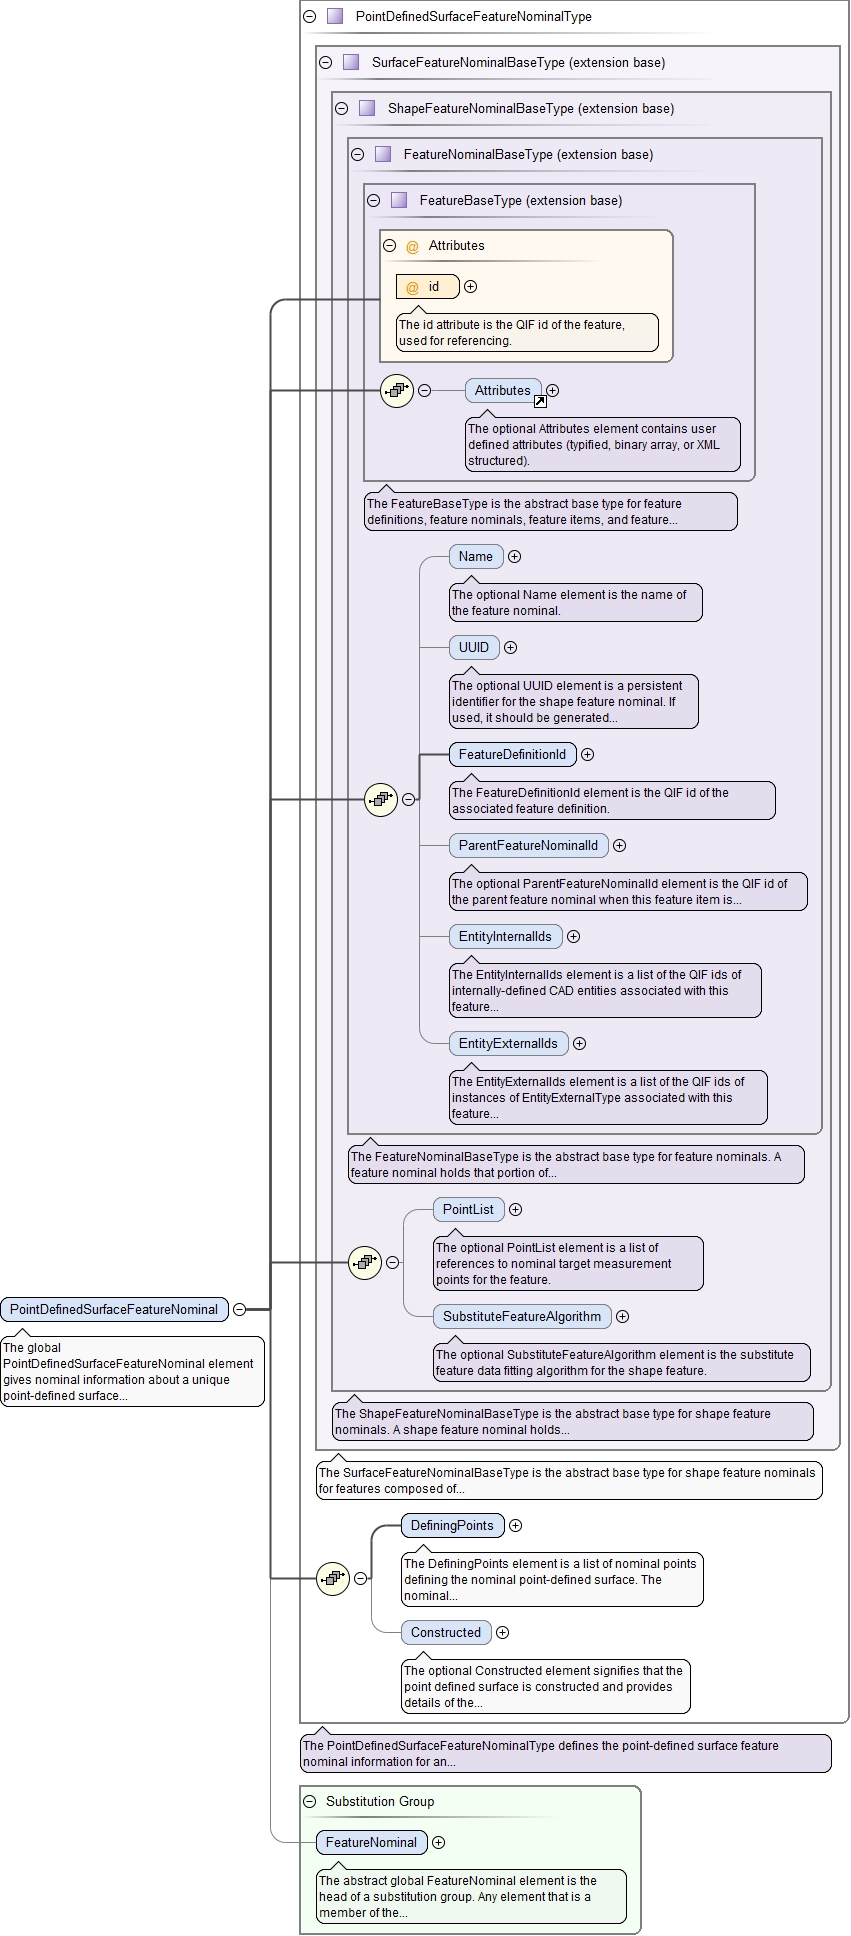 PointDefinedSurfaceFeatureNominalType
SurfaceFeatureNominalBaseType (extension base)
ShapeFeatureNominalBaseType (extension base)
FeatureNominalBaseType (extension base)
FeatureBaseType (extension base)
@ Attributes
@ id
The id attribute is the QIF id of the feature,
used for referencing.
Attributes
The optional Attributes element contains user
defined attributes (typified, binary array, or XML
structured).
The FeatureBaseType is the abstract base type for feature
definitions, feature nominals, feature items, and feature...
Name
The optional Name element is the name of
the feature nominal.
UUID
The optional UUID element is a persistent
identifier for the shape feature nominal. If
used, it should be generated...
FeatureDefinitionId
The FeatureDefinitionId element is the QIF id of the
associated feature definition.
ParentFeatureNominalId
The optional ParentFeatureNominalId element is the QIF id of
the parent feature nominal when this feature item is...
EntityInternalIds
The EntityInternalIds element is a list of the QIF ids of
internally-defined CAD entities associated with this
feature...
EntityExternalIds
The EntityExternalIds element is a list of the QIF ids of
instances of EntityExternalType associated with this
feature...
The FeatureNominalBaseType is the abstract base type for feature nominals. A
feature nominal holds that portion of...
PointList
The optional PointList element is a list of
references to nominal target measurement
points for the feature.
SubstituteFeatureAlgorithm
The optional SubstituteFeatureAlgorithm element is the substitute
feature data fitting algorithm for the shape feature.
PointDefinedSurfaceFeatureNominal
The global
PointDefinedSurfaceFeatureNominal element
gives nominal information about a unique
point-defined surface...
The ShapeFeatureNominalBaseType is the abstract base type for shape feature
nominals. A shape feature nominal holds...
The SurfaceFeatureNominalBaseType is the abstract base type for shape feature nominals
for features composed of...
DefiningPoints
The DefiningPoints element is a list of nominal points
defining the nominal point-defined surface. The
nominal...
Constructed
The optional Constructed element signifies that the
point defined surface is constructed and provides
details of the...
The PointDefinedSurfaceFeatureNominalType defines the point-defined surface feature
nominal information for an...
Substitution Group
FeatureNominal
The abstract global FeatureNominal element is the
head of a substitution group. Any element that is a
member of the...